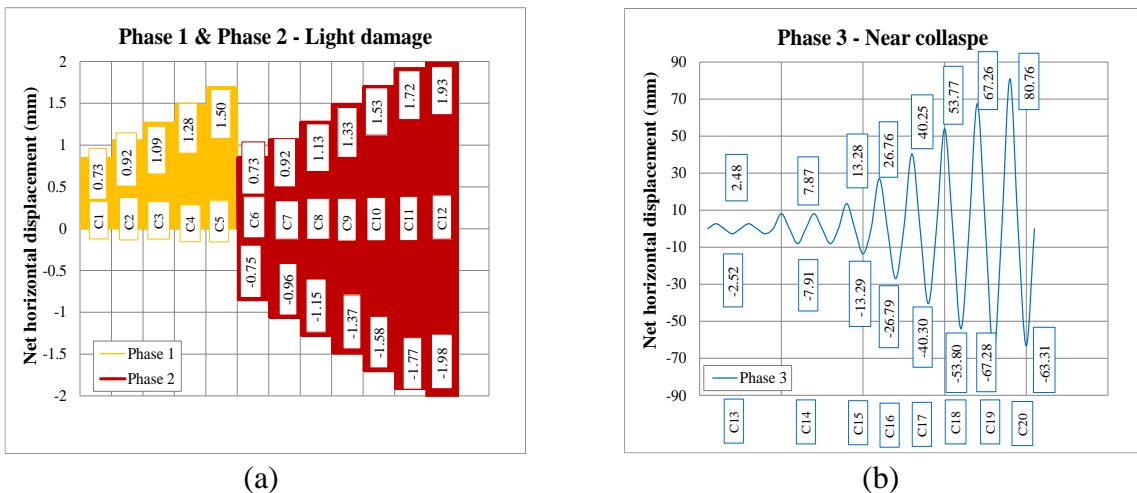 Phase 1 & Phase 2 - Light damage
Net horizontal displacement (mm)
2
1.5
1
0.5
0
-0.5
-1
-1.5
-2
0.73
0.92
1.09
1.28
1.50
0.73
0.92
1.13
1.33
1.53
1.72
1.93
C1
C2
C3
C4
C5
C6
C7
C8
C9
C10
C11
C12
-0.75
-0.96
-1.15
-1.37
-1.58
-1.77
-1.98
Phase 1
Phase 2
(a)
Phase 3 - Near collaspe
Net horizontal displacement (mm)
90
70
50
30
10
-10
-30
-50
-70
-90
2.48
7.87
13.28
26.76
40.25
53.77
67.26
80.76
-2.52
-7.91
-13.29
-26.79
-40.30
-53.80
-67.28
-63.31
Phase 3
C13
C14
C15
C16
C17
C18
C19
C20
(b)